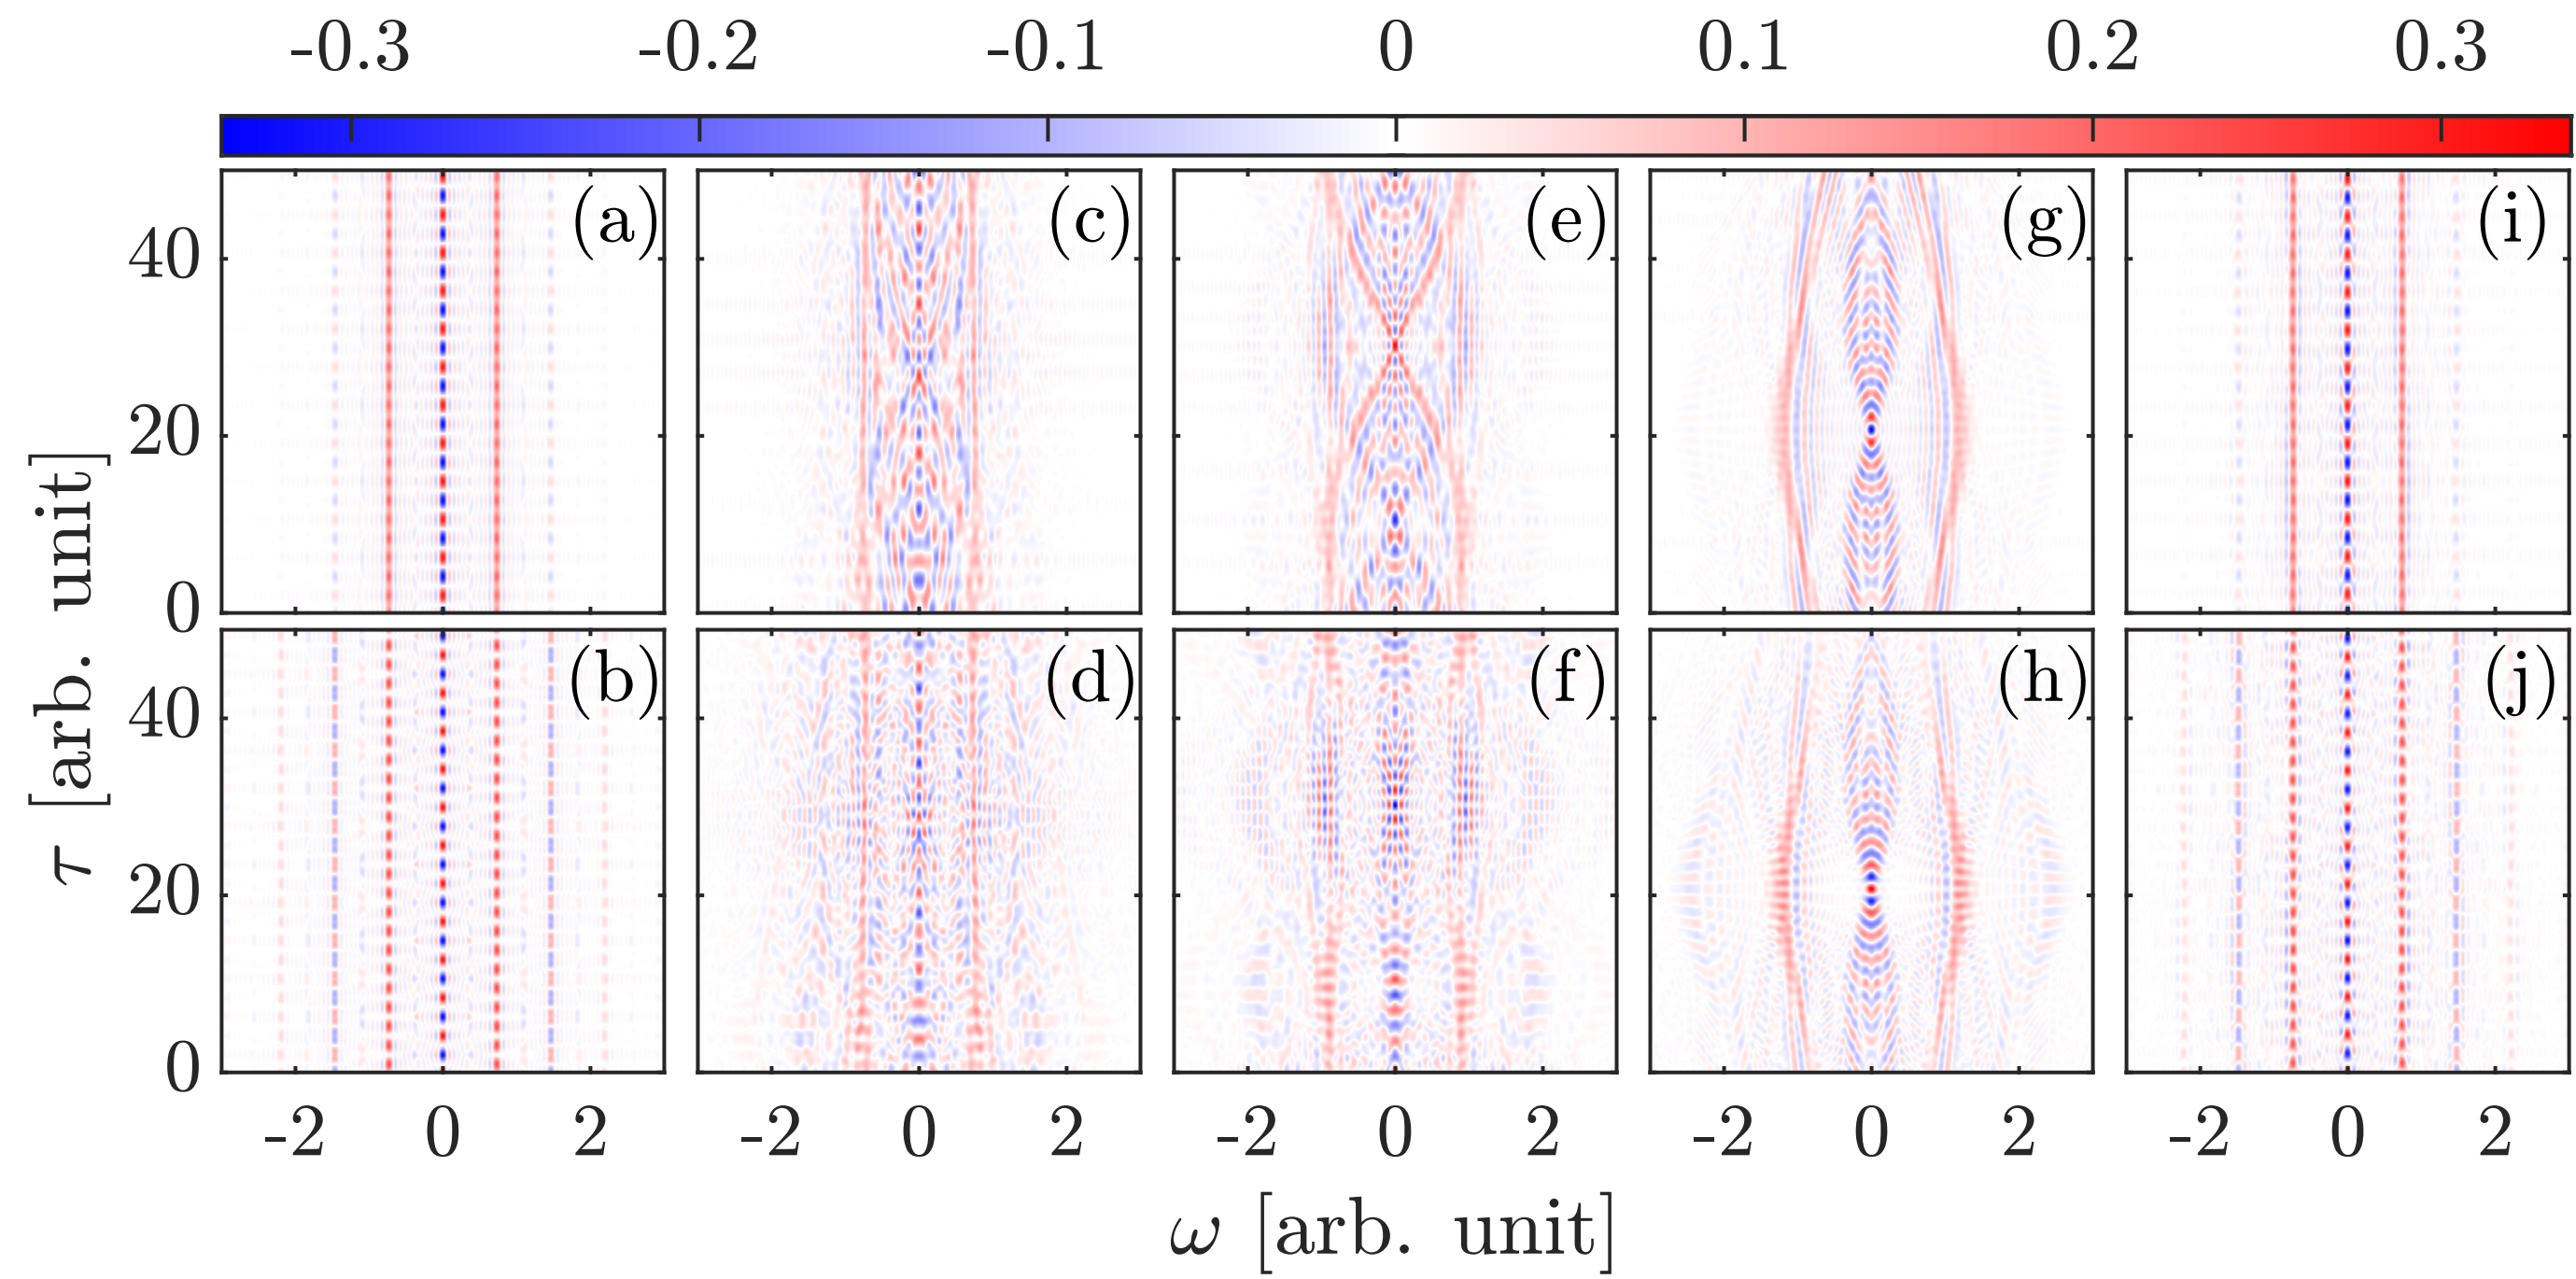 -0.3 -0.2 -0.1 0 0.1 0.2 0.3
(a) (c) (e) (g) (i)
40
20
0
(b) (d) (f) (h) (j)
40
20
0
τ [arb. unit]
-2 0 2 -2 0 2 -2 0 2 -2 0 2 -2 0 2
ω [arb. unit]